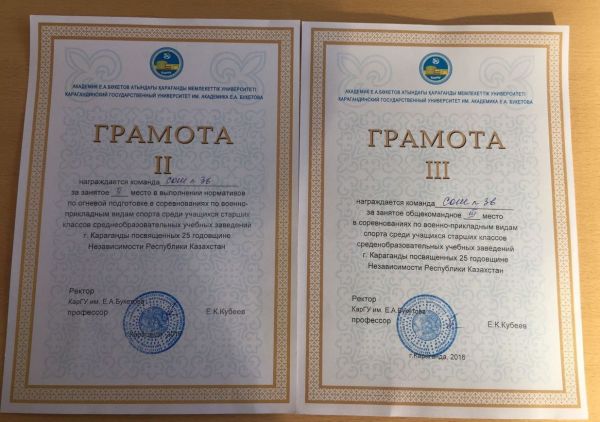 АКАДЕМИК Е.А.БӨКЕТОВ АТЫНДАҒЫ ҚАРАҒАНДЫ МЕМЛЕКЕТТІК УНИВЕРСИТЕТІ
КАРАГАНДИНСКИЙ ГОСУДАРСТВЕННЫЙ УНИВЕРСИТЕТ ИМ. АКАДЕМИКА Е.А. БУКЕТОВА
ГРАМОТА
II
награждается команда СОШ № 36
за занятое II место в выполнении нормативов
по огневой подготовке в соревнованиях по военно-
прикладным видам спорта среди учащихся старших
классов среднеобразовательных учебных заведений
г. Караганды посвященных 25 годовщине
Независимости Республики Казахстан
Ректор
КарГУ им. Е.А.Букетова
профессор
Е.К.Кубеев
г.Караганда, 2016
АКАДЕМИК Е.А.БӨКЕТОВ АТЫНДАҒЫ ҚАРАҒАНДЫ МЕМЛЕКЕТТІК УНИВЕРСИТЕТІ
КАРАГАНДИНСКИЙ ГОСУДАРСТВЕННЫЙ УНИВЕРСИТЕТ ИМ. АКАДЕМИКА Е.А. БУКЕТОВА
ГРАМОТА
III
награждается команда СОШ № 36
за занятое общекомандное III место
в соревнованиях по военно-прикладным видам
спорта среди учащихся старших классов
среденобразовательных учебных заведений
г. Караганды посвященных 25 годовщине
Независимости Республики Казахстан
Ректор
КарГУ им. Е.А.Букетова
профессор
Е.К.Кубеев
г.Караганда, 2016